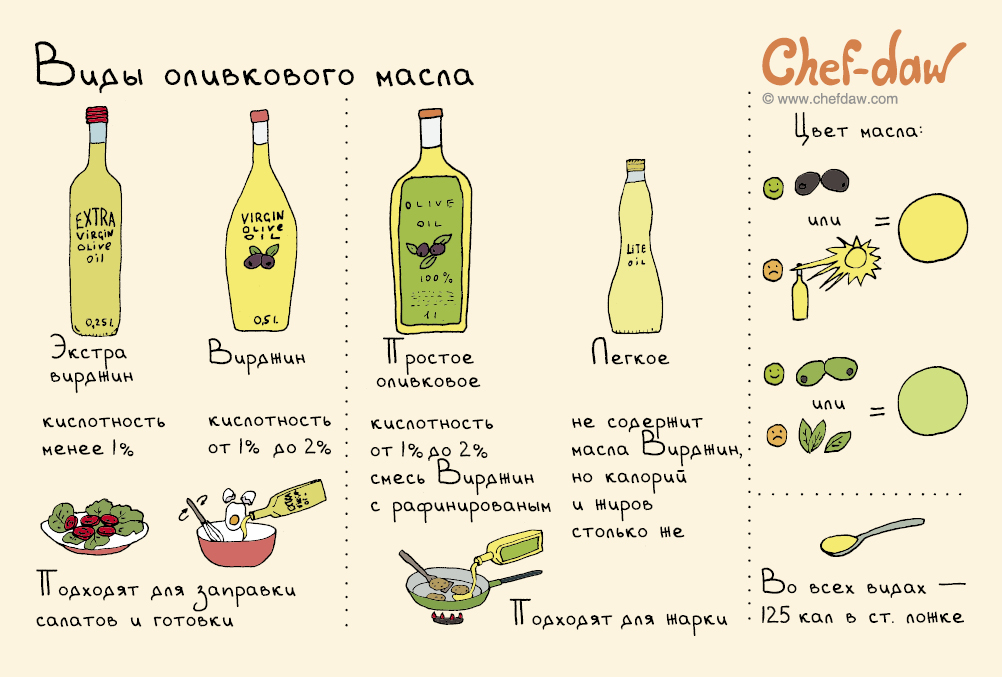 Виды оливкового масла
Chef-daw
© www.chefdaw.com
EXTRA
VIRGIN
OLIVE
OIL
0,25 l.
Экстра
вирджин
кислотность
менее 1%
VIRGIN
OLIVE
OIL
0,5 l.
Вирджин
кислотность
от 1% до 2%
EXTRA
VIRGIN
OIL
Подходят для заправки
салатов и готовки
OLIVE
OIL
100%
1 l
Простое
оливковое
кислотность
от 1% до 2%
смесь Вирджин
с рафинированым
LITE
OIL
Легкое
не содержит
масла Вирджин,
но калорий
и жиров
столько же
Подходят для жарки
Цвет масла:
или =
или =
Во всех видах —
125 кал в ст. ложке